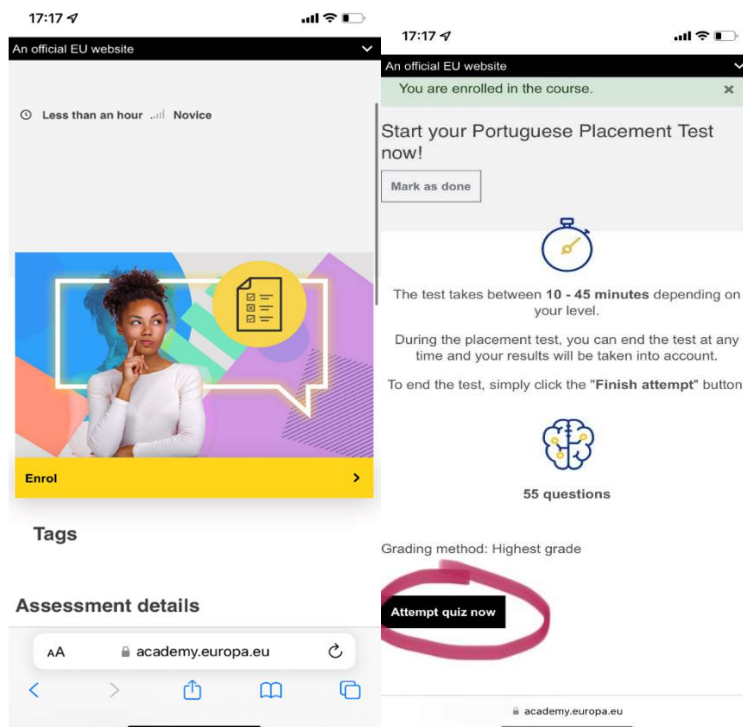 17:17
An official EU website
Less than an hour Novice
Enrol
Tags
Assessment details
AA academy.europa.eu
17:17
An official EU website
You are enrolled in the course. ×
Start your Portuguese Placement Test
now!
Mark as done
The test takes between 10 - 45 minutes depending on
your level.
During the placement test, you can end the test at any
time and your results will be taken into account.
To end the test, simply click the "Finish attempt" button
55 questions
Grading method: Highest grade
Attempt quiz now
academy.europa.eu